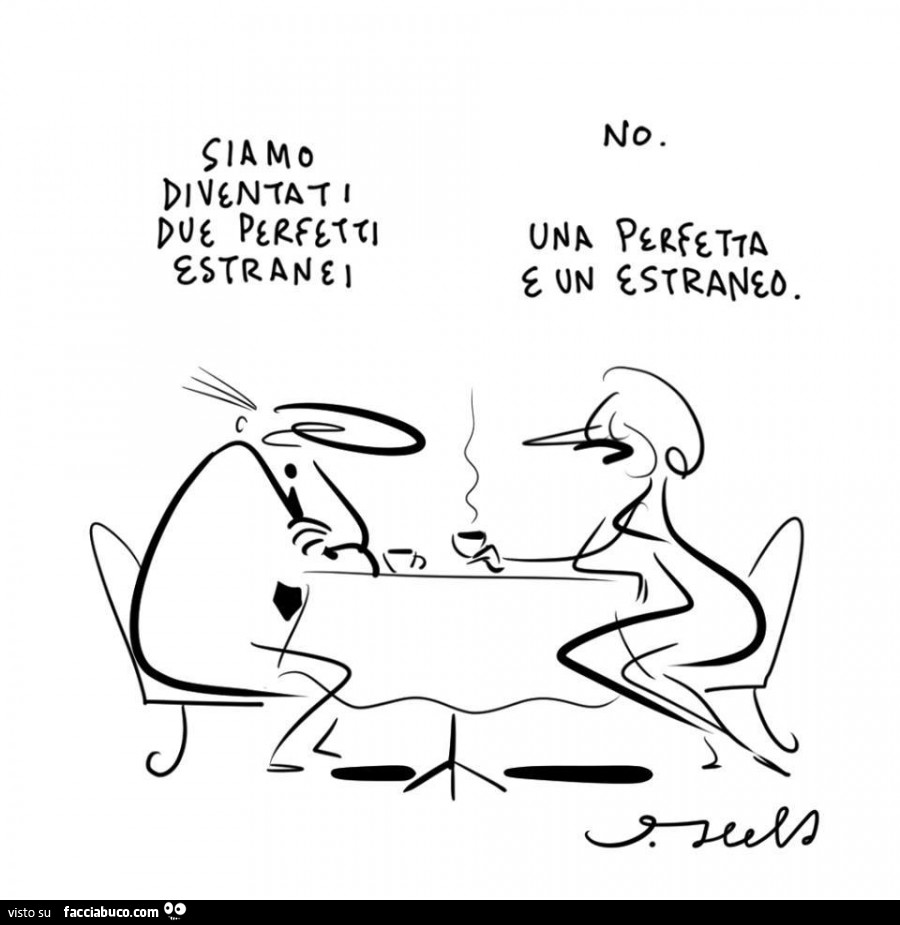 SIAMO
DIVENTATI
DUE PERFETTI
ESTRANEI
NO.
UNA PERFETTA
E UN ESTRANEO.
visto su facciabuco.com